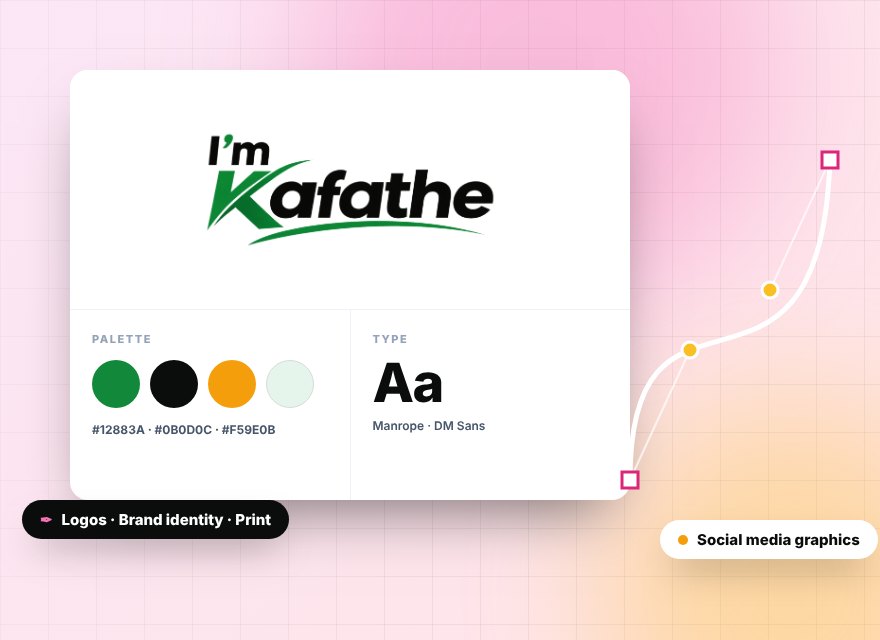 I'm
Kafathe
PALETTE
#12883A · #0B0D0C · #F59E0B
TYPE
Aa
Manrope · DM Sans
Logos · Brand identity · Print
Social media graphics